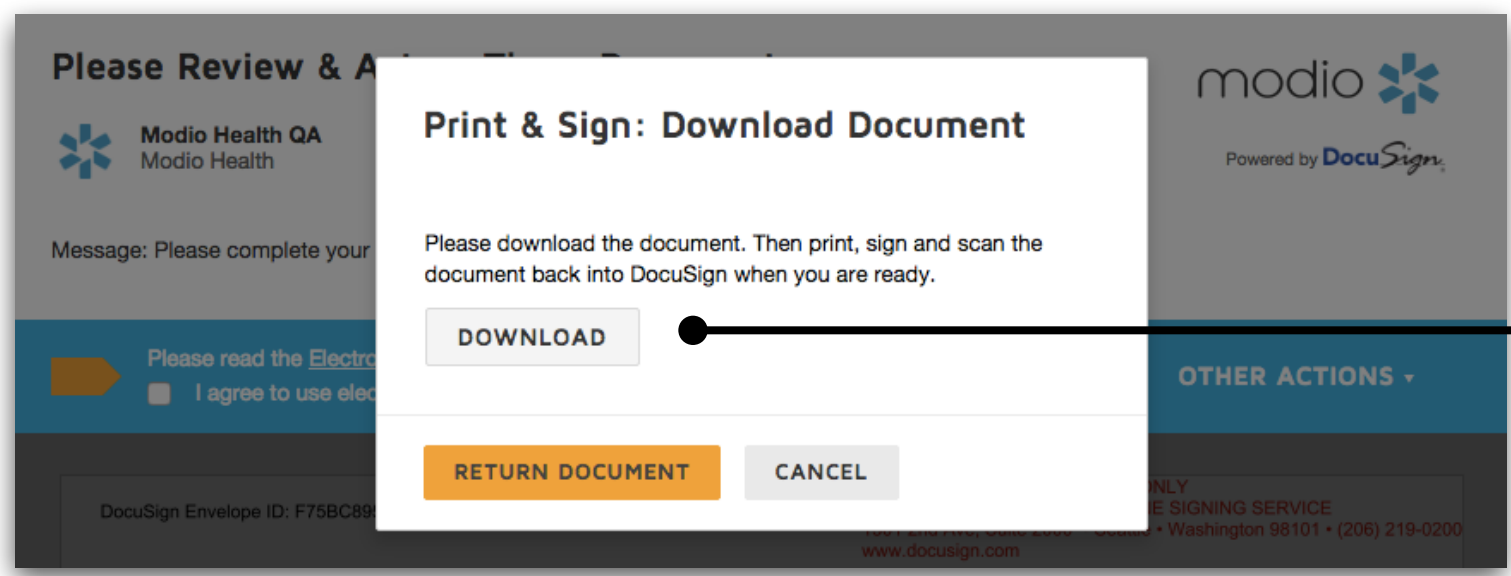 Please Review & A
modio
Modio Health QA
Modio Health
Powered by DocuSign
Message: Please complete your
Print & Sign: Download Document
Please download the document. Then print, sign and scan the
document back into DocuSign when you are ready.
DOWNLOAD
Please read the Electro
I agree to use elec
OTHER ACTIONS
RETURN DOCUMENT
CANCEL
DocuSign Envelope ID: F75BC89
ONLY
SIGNING SERVICE
Washington 98101 • (206) 219-0200
www.docusign.com